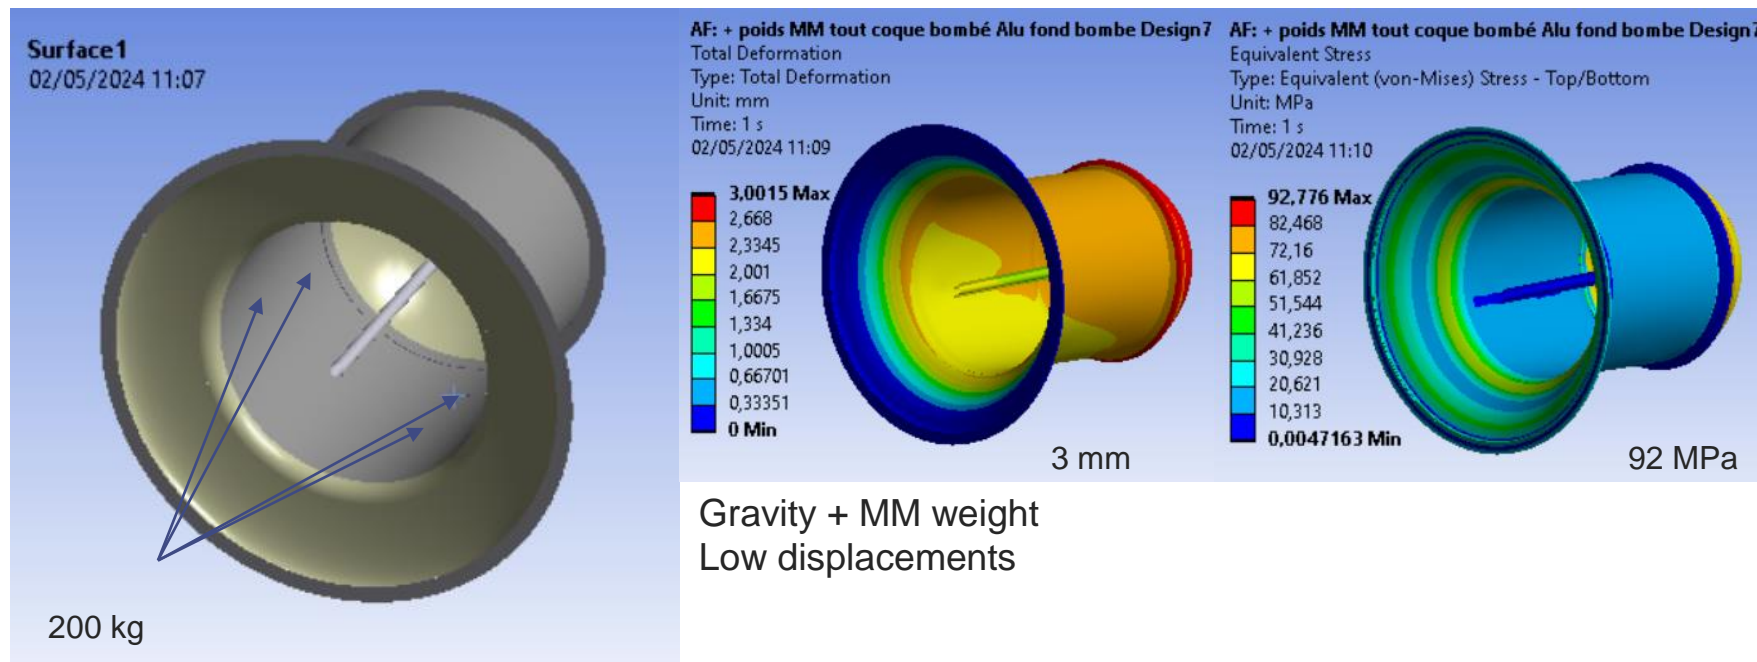 Surface1
02/05/2024 11:07
200 kg
AF: + poids MM tout coque bombé Alu fond bombe Design7
Total Deformation
Type: Total Deformation
Unit: mm
Time: 1 s
02/05/2024 11:09
3,0015 Max
2,668
2,3345
2,001
1,6675
1,334
1,0005
0,66701
0,33351
0 Min
3 mm
AF: + poids MM tout coque bombé Alu fond bombe Design7
Equivalent Stress
Type: Equivalent (von-Mises) Stress - Top/Bottom
Unit: MPa
Time: 1 s
02/05/2024 11:10
92,776 Max
82,468
72,16
61,852
51,544
41,236
30,928
20,621
10,313
0,0047163 Min
92 MPa
Gravity + MM weight
Low displacements